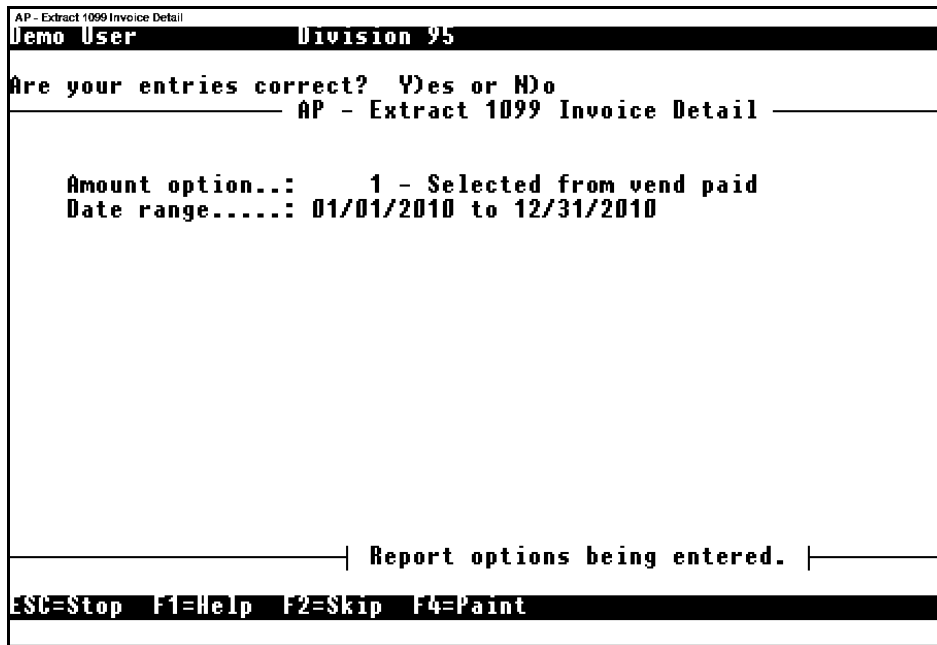 AP - Extract 1099 Invoice Detail
Demo User Division 95
Are your entries correct? Y)es or N)o
AP - Extract 1099 Invoice Detail
Amount option..: 1 - Selected from vend paid
Date range.....: 01/01/2010 to 12/31/2010
Report options being entered.
ESC=Stop F1=Help F2=Skip F4=Paint